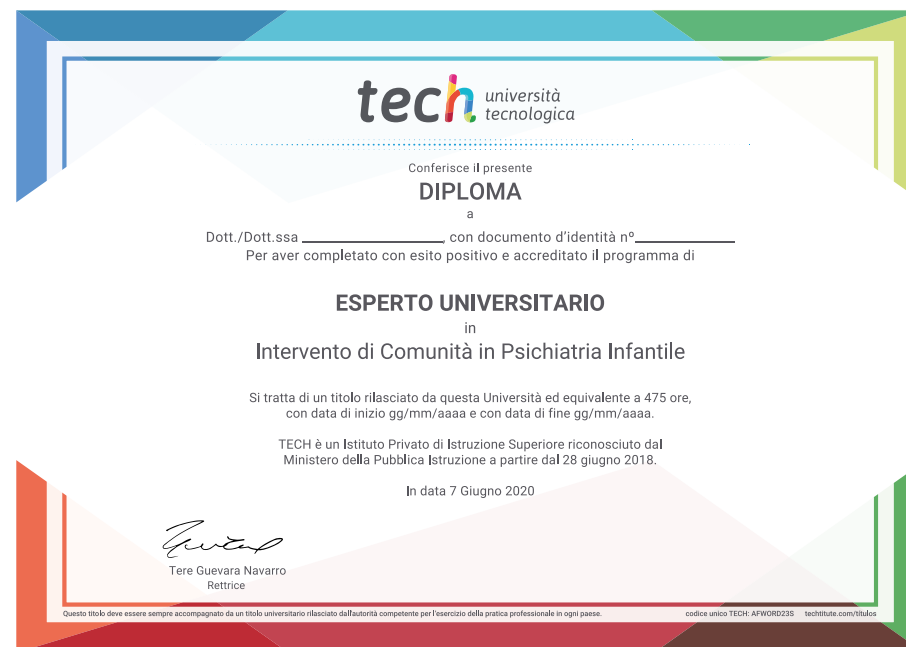 tech università
tecnologica
Conferisce il presente
DIPLOMA
a
Dott./Dott.ssa ____________________, con documento d'identità nº______________
Per aver completato con esito positivo e accreditato il programma di
ESPERTO UNIVERSITARIO
in
Intervento di Comunità in Psichiatria Infantile
Si tratta di un titolo rilasciato da questa Università ed equivalente a 475 ore,
con data di inizio gg/mm/aaaa e con data di fine gg/mm/aaaa.
TECH è un Istituto Privato di Istruzione Superiore riconosciuto dal
Ministero della Pubblica Istruzione a partire dal 28 giugno 2018.
In data 7 Giugno 2020
Tere Guevara Navarro
Rettrice
Questo titolo deve essere sempre accompagnato da un titolo universitario rilasciato dall'autorità competente per l'esercizio della pratica professionale in ogni paese. codice unico TECH: AFWORD23S techtitute.com/titulos